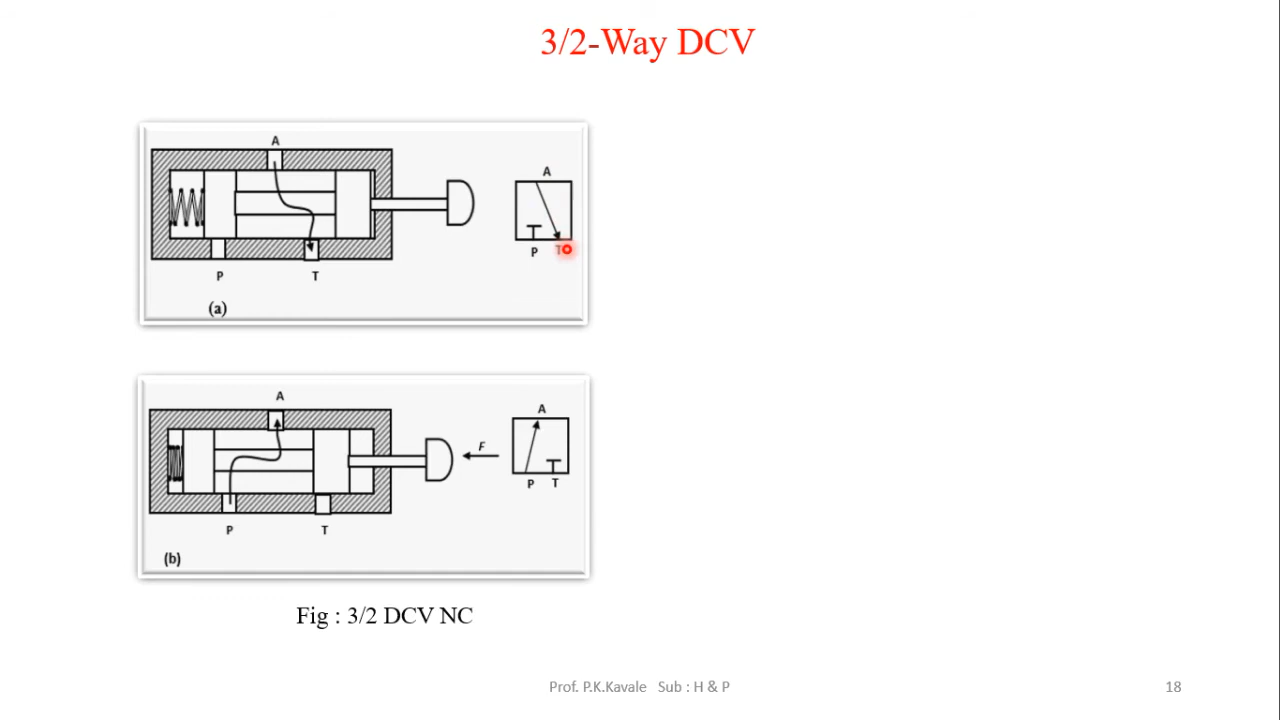 3/2-Way DCV
A
A
P
T
P T
(a)
A
A
F
P T
P
T
(b)
Fig : 3/2 DCV NC
Prof. P.K.Kavale Sub : H & P
18